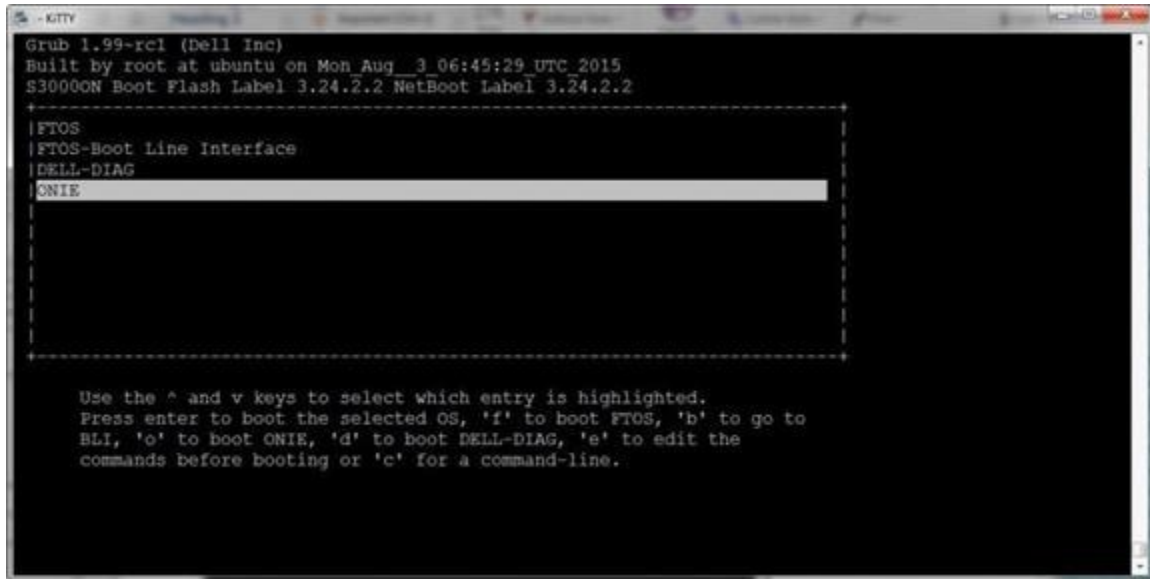 - KiTTY
Grub 1.99~rc1 (Dell Inc)
Built by root at ubuntu on Mon_Aug__3_06:45:29_UTC_2015
S3000ON Boot Flash Label 3.24.2.2 NetBoot Label 3.24.2.2
FTOS
FTOS-Boot Line Interface
DELL-DIAG
ONIE
Use the ^ and v keys to select which entry is highlighted.
Press enter to boot the selected OS, 'f' to boot FTOS, 'b' to go to
BLI, 'o' to boot ONIE, 'd' to boot DELL-DIAG, 'e' to edit the
commands before booting or 'c' for a command-line.